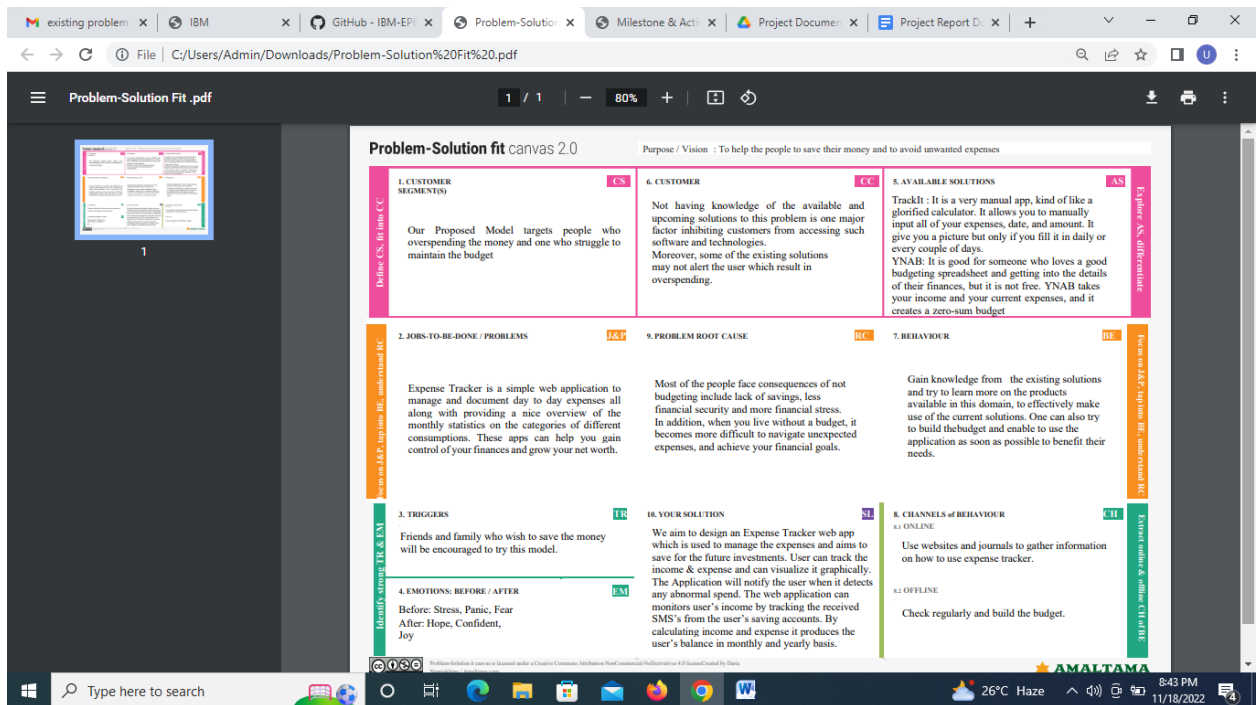 existing problem
IBM
GitHub - IBM-EPI
Problem-Solution
Milestone & Acti
Project Documen
Project Report De
File
C:/Users/Admin/Downloads/Problem-Solution%20Fit%20.pdf
U
Problem-Solution Fit .pdf
1 / 1
80%
1
Problem-Solution fit canvas 2.0
Purpose / Vision : To help the people to save their money and to avoid unwanted expenses
Define CS, fit into CC
1. CUSTOMER
SEGMENT(S)
CS
Our Proposed Model targets people who
overspending the money and one who struggle to
maintain the budget
6. CUSTOMER
CC
Not having knowledge of the available and
upcoming solutions to this problem is one major
factor inhibiting customers from accessing such
software and technologies.
Moreover, some of the existing solutions
may not alert the user which result in
overspending.
5. AVAILABLE SOLUTIONS
AS
TrackIt : It is a very manual app, kind of like a
glorified calculator. It allows you to manually
input all of your expenses, date, and amount. It
give you a picture but only if you fill it in daily or
every couple of days.
YNAB: It is good for someone who loves a good
budgeting spreadsheet and getting into the details
of their finances, but it is not free. YNAB takes
your income and your current expenses, and it
creates a zero-sum budget
Explore AS, differentiate
Focus on J&P, tap into BE, understand RC
2. JOBS-TO-BE-DONE / PROBLEMS
J&P
Expense Tracker is a simple web application to
manage and document day to day expenses all
along with providing a nice overview of the
monthly statistics on the categories of different
consumptions. These apps can help you gain
control of your finances and grow your net worth.
9. PROBLEM ROOT CAUSE
RC
Most of the people face consequences of not
budgeting include lack of savings, less
financial security and more financial stress.
In addition, when you live without a budget, it
becomes more difficult to navigate unexpected
expenses, and achieve your financial goals.
7. BEHAVIOUR
BE
Gain knowledge from the existing solutions
and try to learn more on the products
available in this domain, to effectively make
use of the current solutions. One can also try
to build thebudget and enable to use the
application as soon as possible to benefit their
needs.
Focus on J&P, tap into BE, understand RC
Identify strong TR & EM
3. TRIGGERS
TR
Friends and family who wish to save the money
will be encouraged to try this model.
4. EMOTIONS: BEFORE / AFTER
EM
Before: Stress, Panic, Fear
After: Hope, Confident,
Joy
10. YOUR SOLUTION
SL
We aim to design an Expense Tracker web app
which is used to manage the expenses and aims to
save for the future investments. User can track the
income & expense and can visualize it graphically.
The Application will notify the user when it detects
any abnormal spend. The web application can
monitors user's income by tracking the received
SMS's from the user's saving accounts. By
calculating income and expense it produces the
user's balance in monthly and yearly basis.
8. CHANNELS of BEHAVIOUR
CH
8.1 ONLINE
Use websites and journals to gather information
on how to use expense tracker.
8.2 OFFLINE
Check regularly and build the budget.
Extract online & offline CH of BE
Problem-Solution fit canvas is licensed under a Creative Commons Attribution-NonCommercial-NoDerivatives 4.0 license
AMALTAMA
Type here to search
26°C Haze
8:43 PM
11/18/2022
4